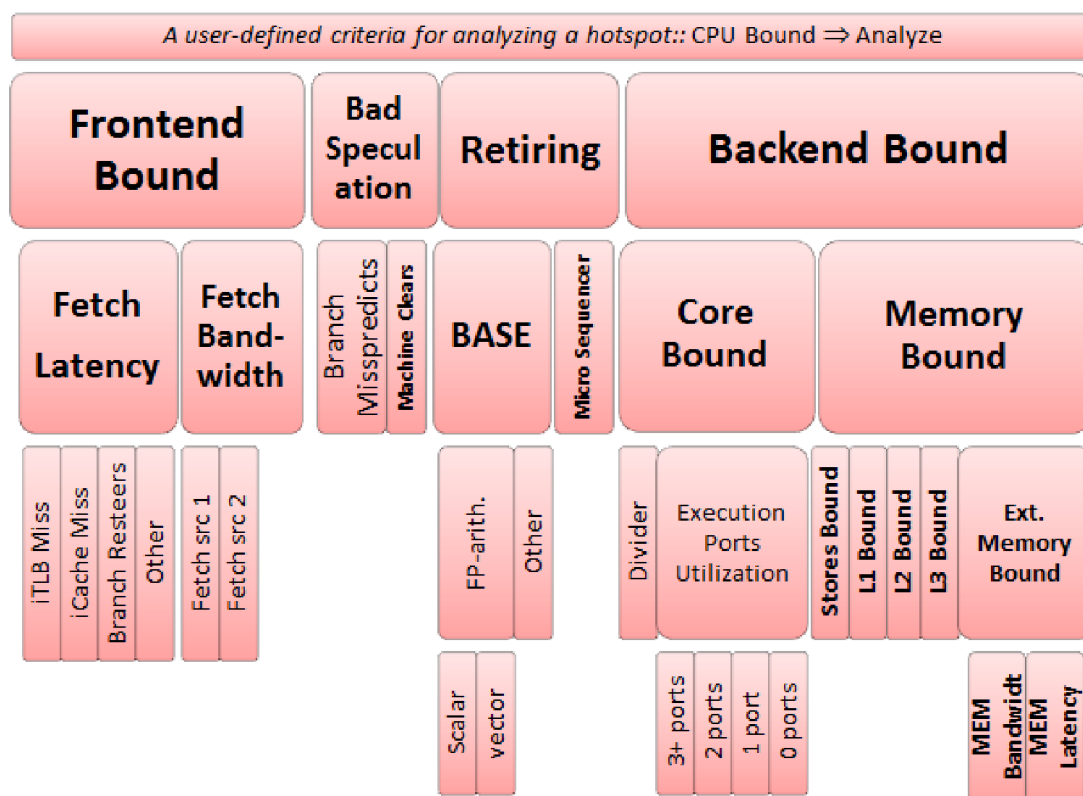 A user-defined criteria for analyzing a hotspot:: CPU Bound ⇒ Analyze
Frontend
Bound
Bad
Specul
ation
Retiring
Backend Bound
Fetch
Latency
Fetch
Band-
width
Branch
Misspredicts
Machine Clears
BASE
Micro Sequencer
Core
Bound
Memory
Bound
iTLB Miss
iCache Miss
Branch Resteers
Other
Fetch src 1
Fetch src 2
FP-arith.
Other
Divider
Execution
Ports
Utilization
Stores Bound
L1 Bound
L2 Bound
L3 Bound
Ext.
Memory
Bound
Scalar
vector
3+ ports
2 ports
1 port
0 ports
MEM
Bandwidt
MEM
Latency